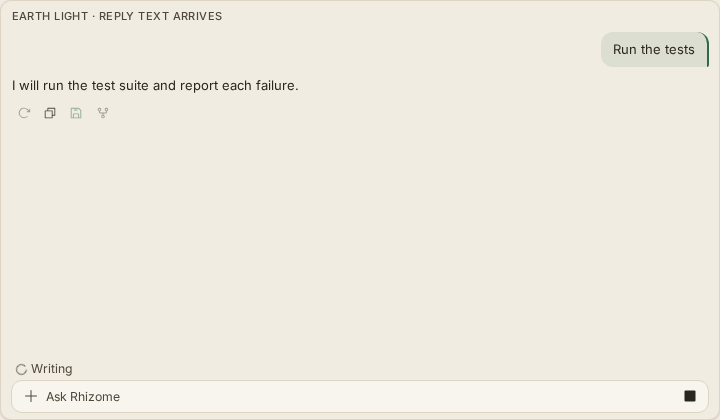 EARTH LIGHT · REPLY TEXT ARRIVES
Run the tests
I will run the test suite and report each failure.
Writing
Ask Rhizome